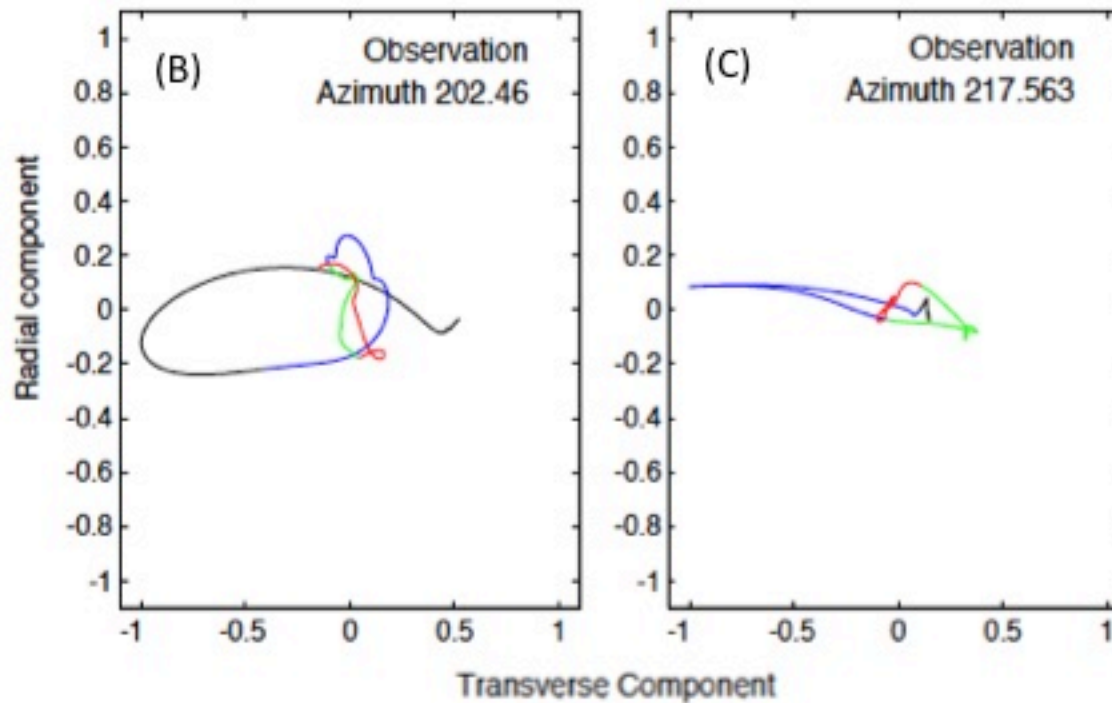 (B)
Observation
Azimuth 202.46
(C)
Observation
Azimuth 217.563
Radial component
1
0.8
0.6
0.4
0.2
0
-0.2
-0.4
-0.6
-0.8
-1
1
0.8
0.6
0.4
0.2
0
-0.2
-0.4
-0.6
-0.8
-1
-1 -0.5 0 0.5 1
-1 -0.5 0 0.5 1
Transverse Component